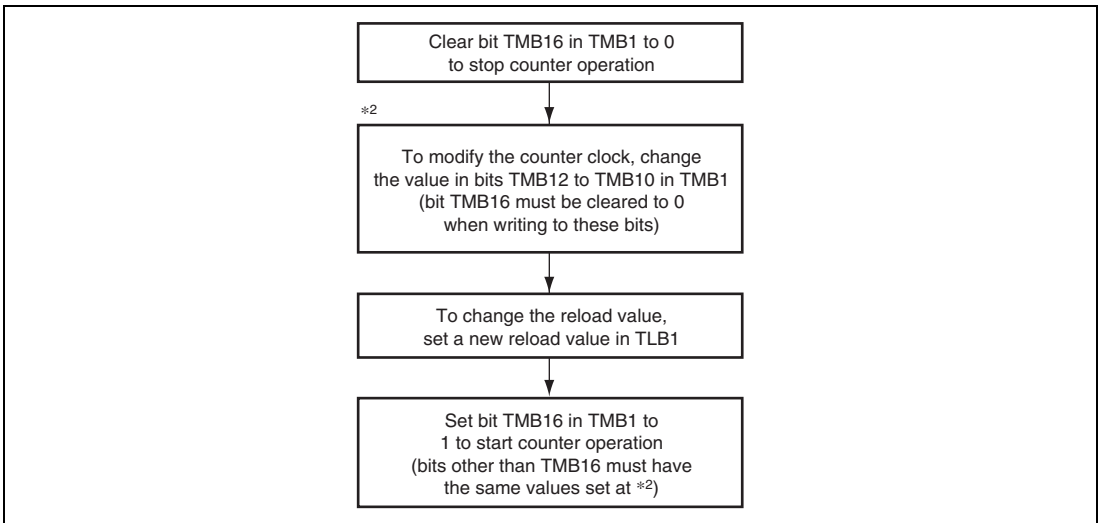 Clear bit TMB16 in TMB1 to 0
to stop counter operation
*2
To modify the counter clock, change
the value in bits TMB12 to TMB10 in TMB1
(bit TMB16 must be cleared to 0
when writing to these bits)
To change the reload value,
set a new reload value in TLB1
Set bit TMB16 in TMB1 to
1 to start counter operation
(bits other than TMB16 must have
the same values set at *2)